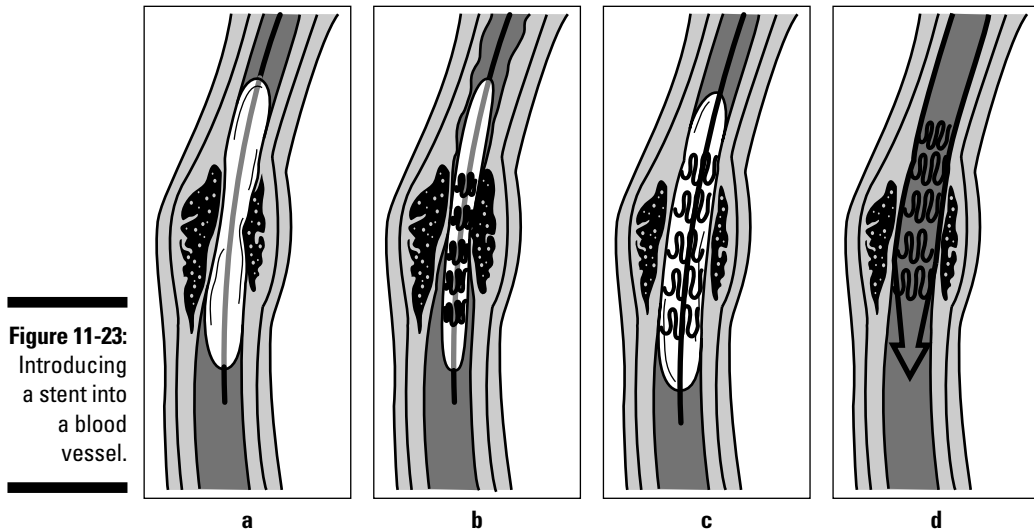 Figure 11-23:
Introducing
a stent into
a blood
vessel.
a
b
c
d